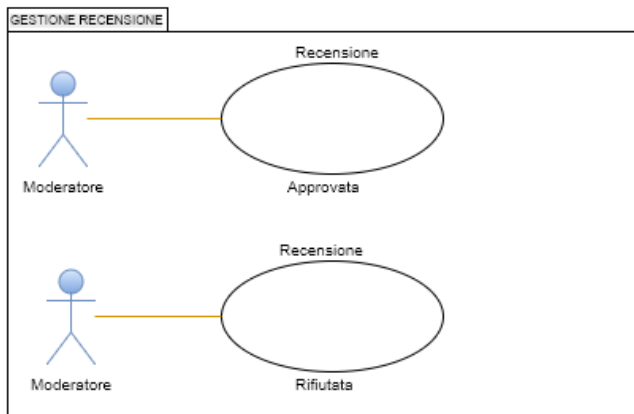 GESTIONE RECENSIONE
Recensione
Moderatore
Approvata
Recensione
Moderatore
Rifiutata